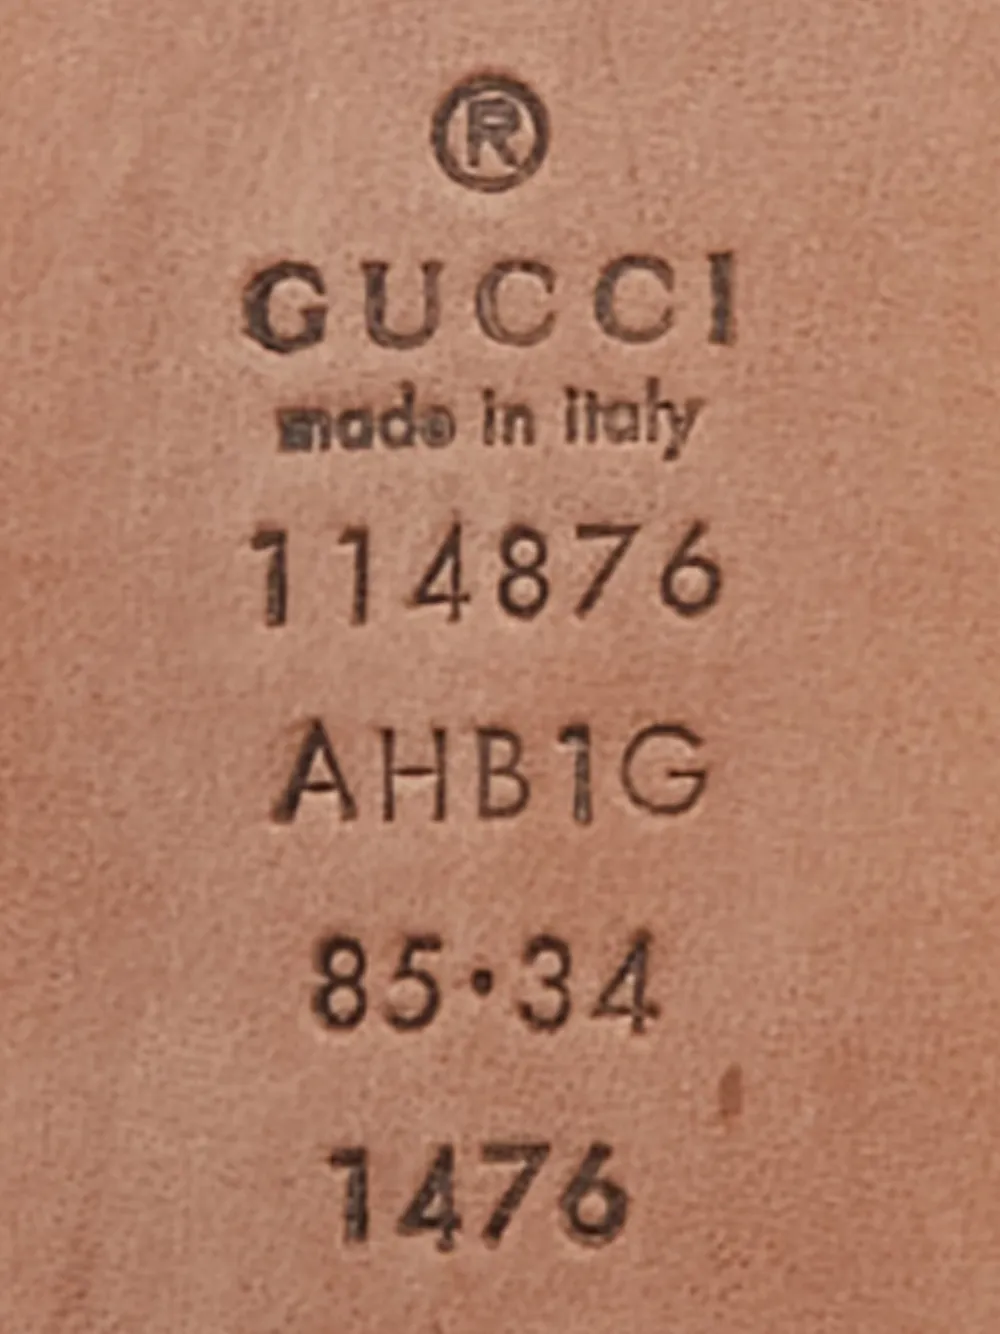 ®
GUCCI
made in italy
114876
AHB1G
85·34
1476